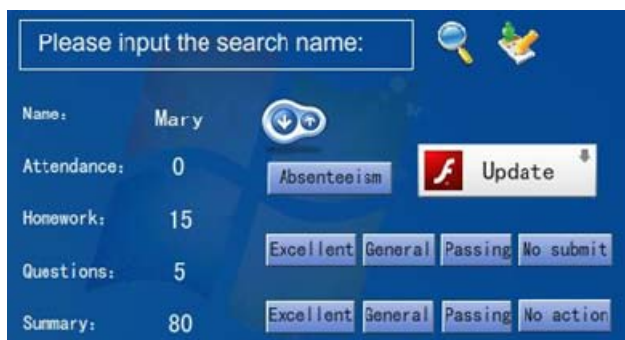 Please input the search name:
Name: Mary
Attendance: 0 Absenteeism Update
Homework: 15
Excellent General Passing No submit
Questions: 5
Summary: 80 Excellent General Passing No action